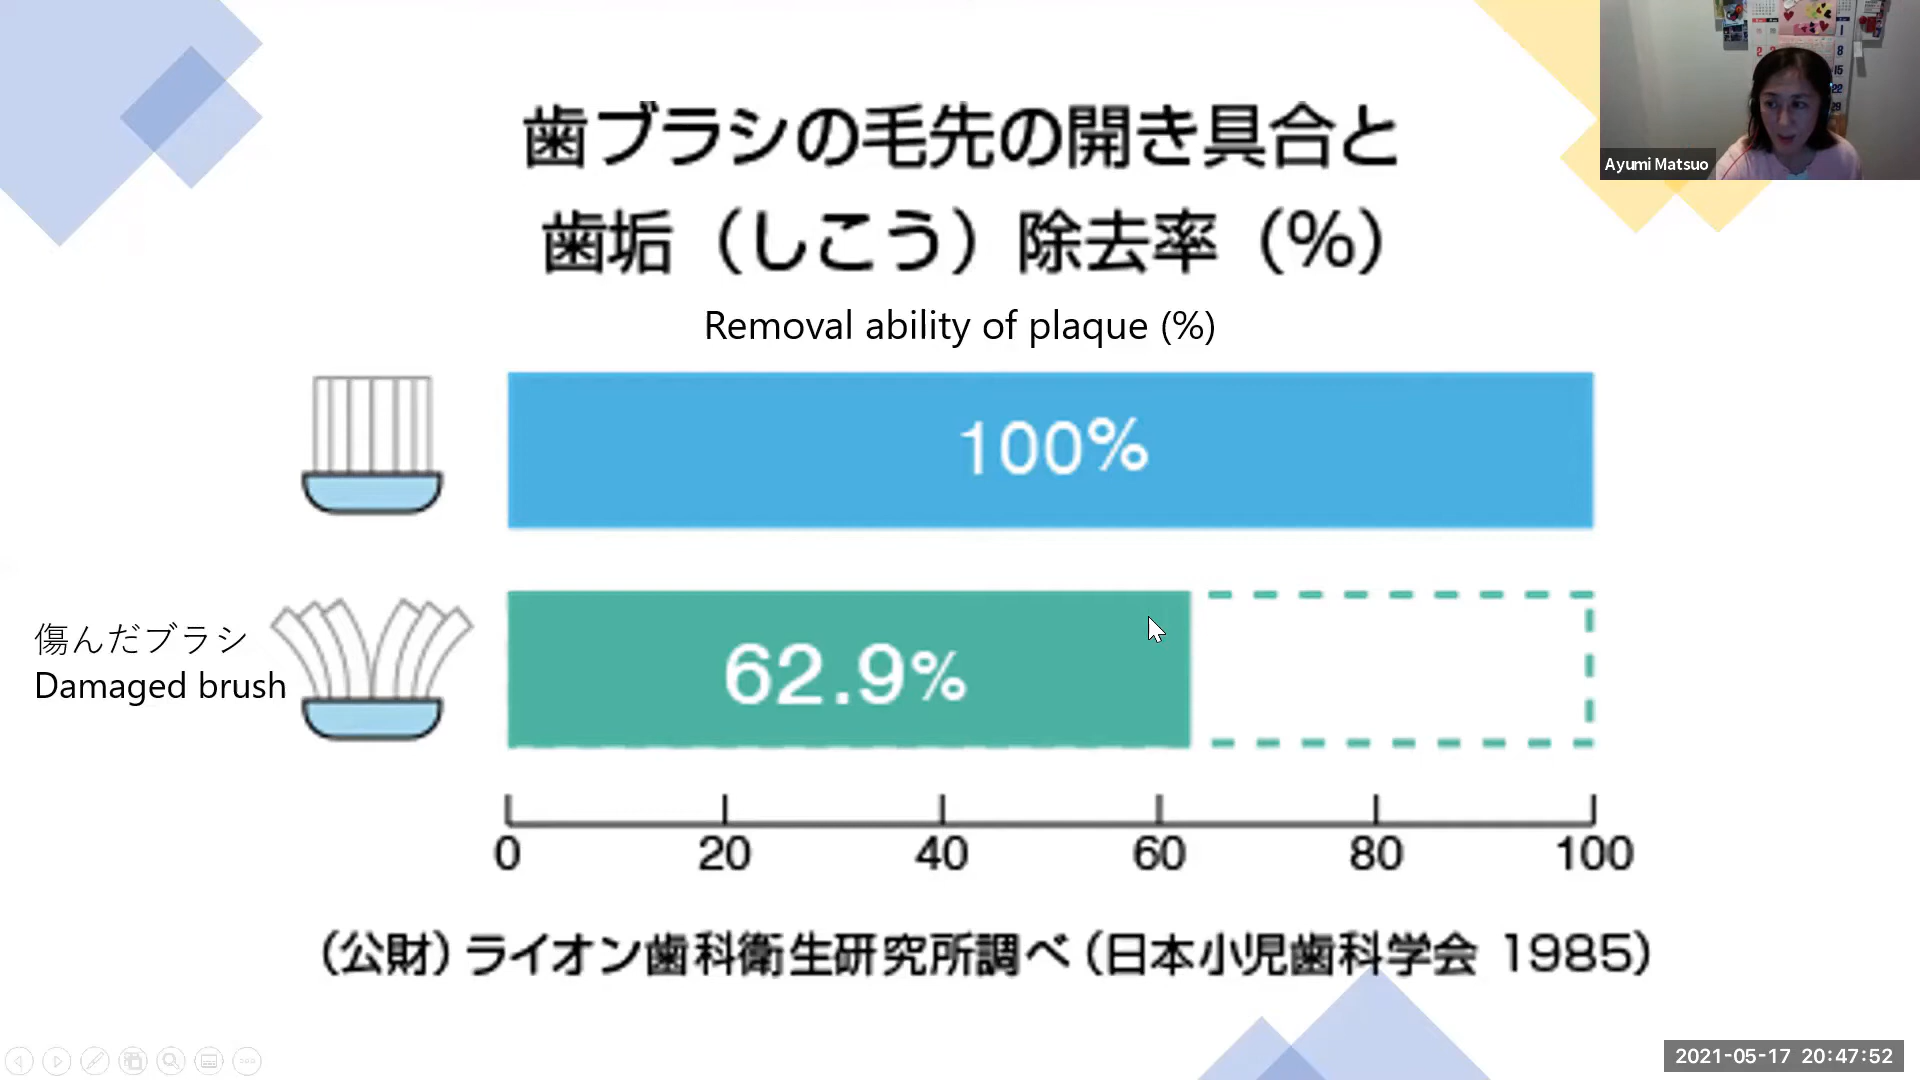 歯ブラシの毛先の開き具合と
歯垢（しこう）除去率（%）
Removal ability of plaque (%)
100%
傷んだブラシ
Damaged brush
62.9%
0 20 40 60 80 100
（公財）ライオン歯科衛生研究所調べ（日本小児歯科学会 1985）
Ayumi Matsuo
2021-05-17 20:47:52